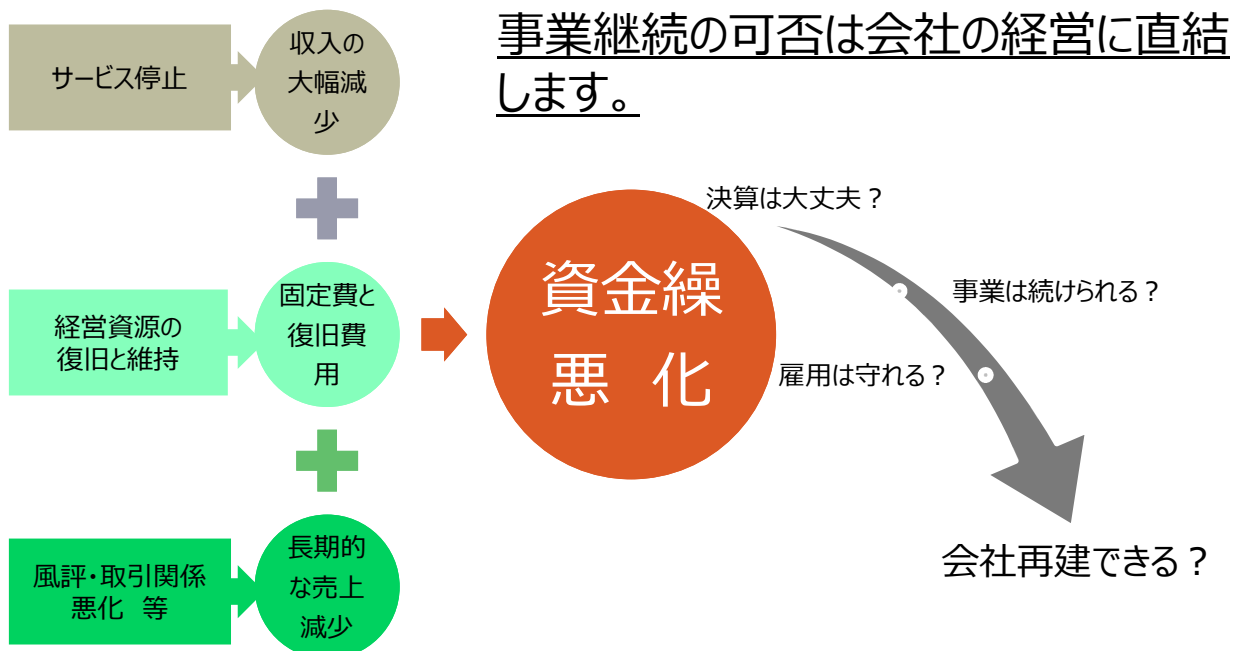 事業継続の可否は会社の経営に直結
します。
サービス停止
収入の
大幅減
少
経営資源の
復旧と維持
固定費と
復旧費
用
風評・取引関係
悪化　等
長期的
な売上
減少
資金繰
悪　化
決算は大丈夫？
事業は続けられる？
雇用は守れる？
会社再建できる？